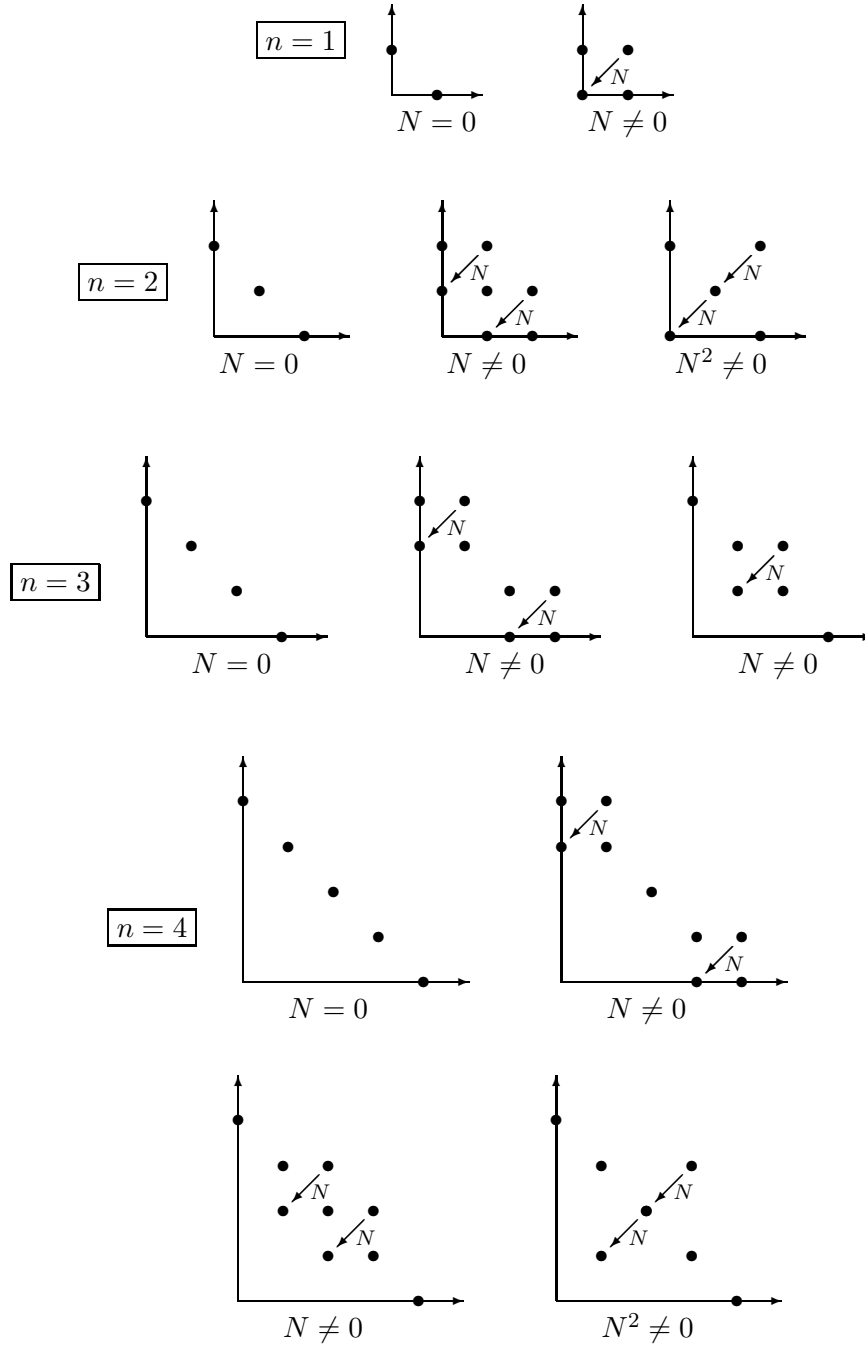 n = 1
N
N = 0
N ≠ 0
n = 2
N
N
N
N
N = 0
N ≠ 0
N² ≠ 0
n = 3
N
N
N
N = 0
N ≠ 0
N ≠ 0
n = 4
N
N
N = 0
N ≠ 0
N
N
N
N
N ≠ 0
N² ≠ 0